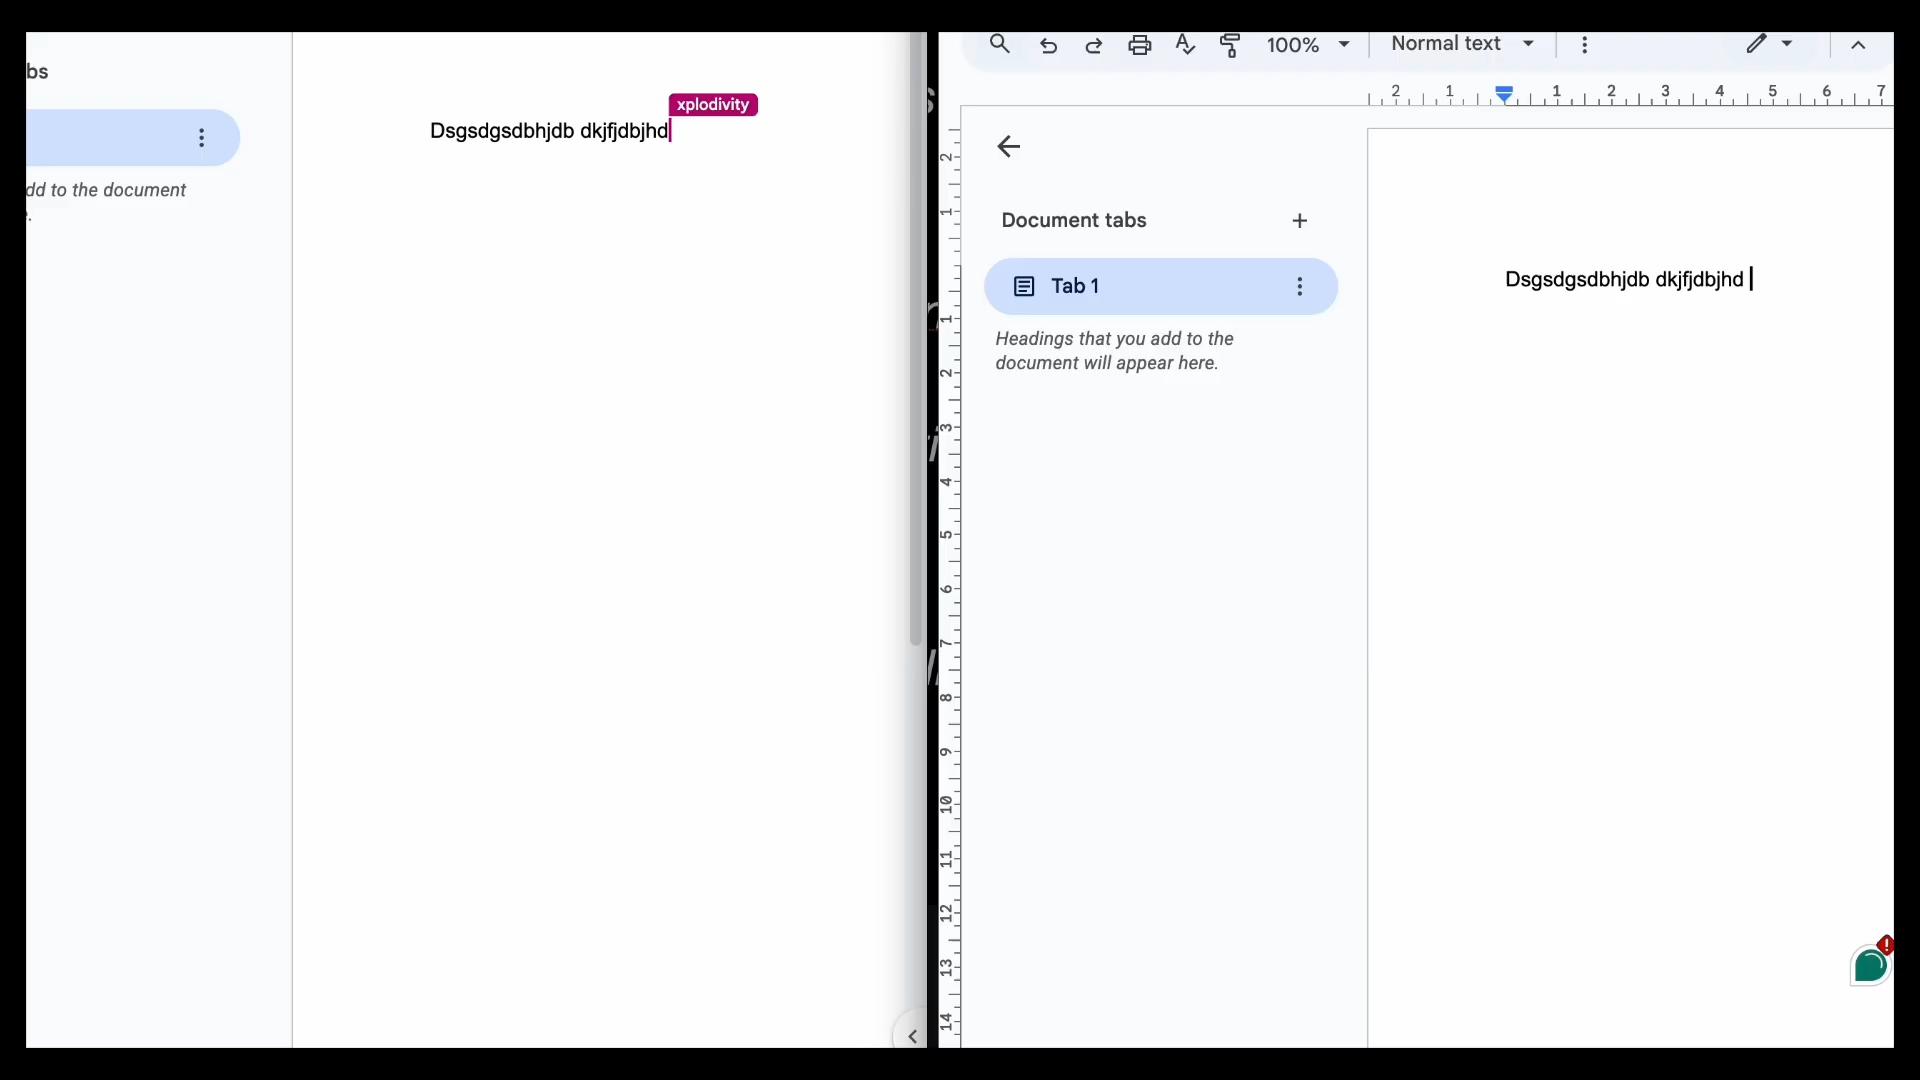 bs
xplodivity
Dsgsdgsdbhjdb dkjfjdbjhd
dd to the document
100%
Normal text
2 1 1 2 3 4 5 6 7
Document tabs
Tab 1
Headings that you add to the
document will appear here.
Dsgsdgsdbhjdb dkjfjdbjhd
2
1
1
2
3
4
5
6
7
8
9
10
11
12
13
14